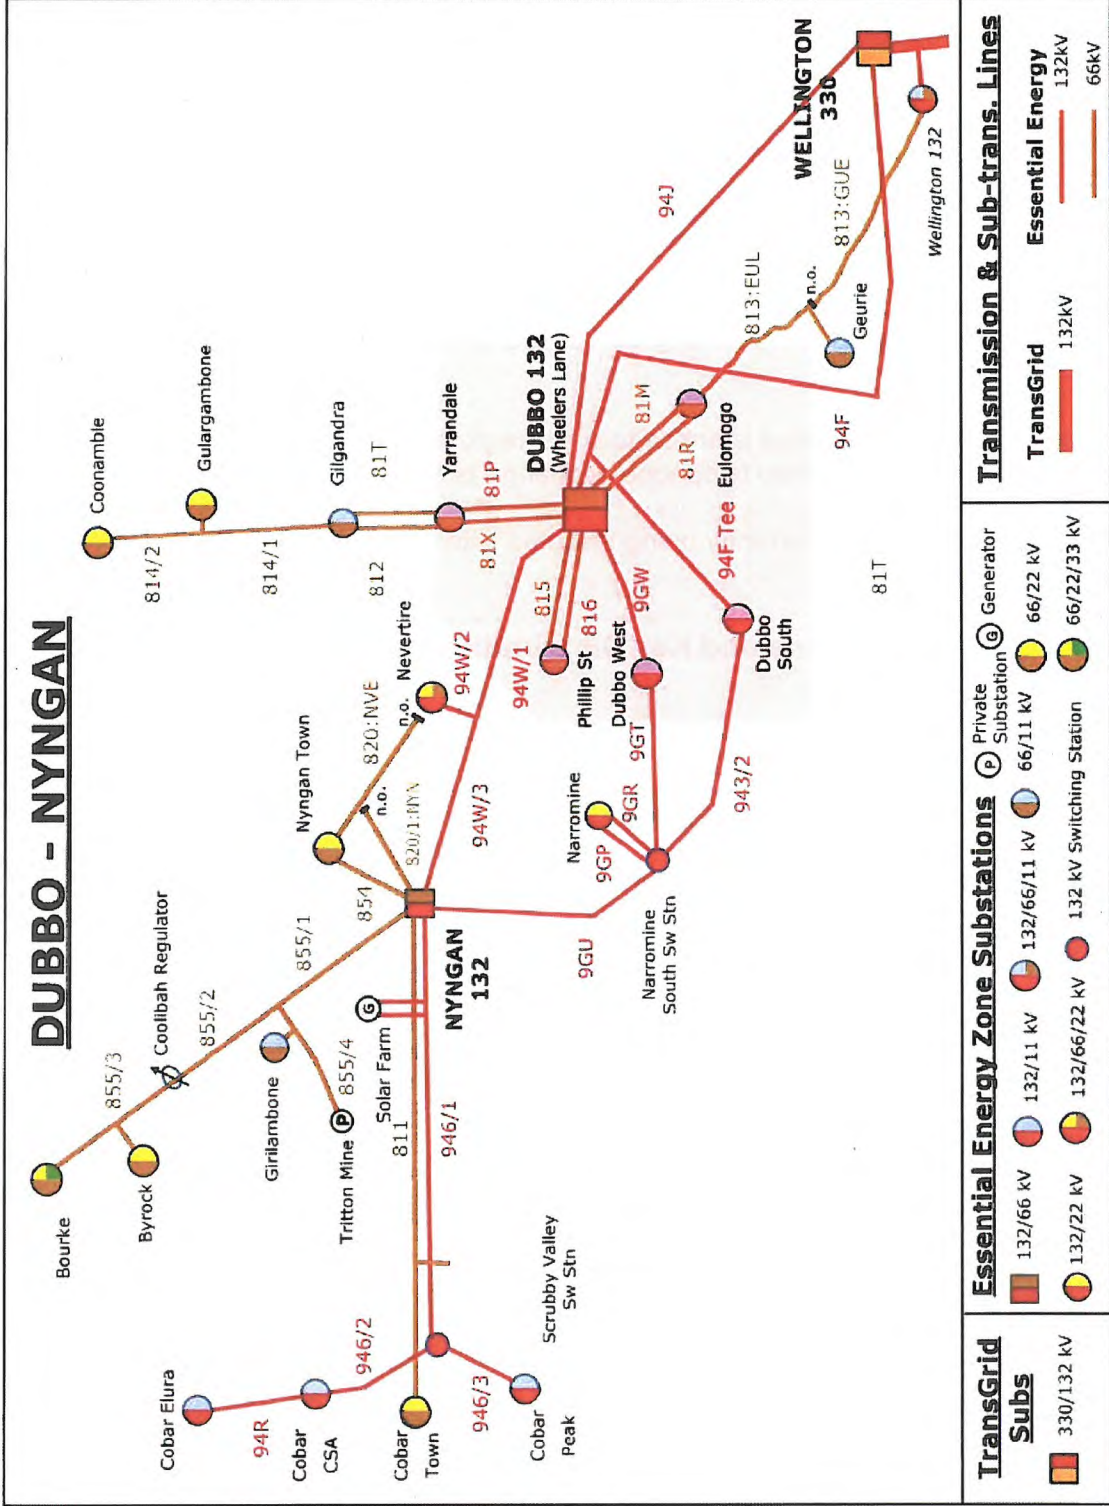 DUBBO - NYNGAN
Bourke
855/3
Byrock
Coolibah Regulator
855/2
855/1
Girilambone
Tritton Mine
P
855/4
Solar Farm
G
854
Nyngan Town
820:NVE
n.o.
n.o.
Nevertire
820/1:NYN
NYNGAN
132
811
946/1
Cobar Elura
94R
Cobar
CSA
946/2
Cobar
Town
946/3
Cobar
Peak
Scrubby Valley
Sw Stn
Coonamble
814/2
Gulargambone
814/1
Gilgandra
812
81T
Yarrandale
81X
81P
94W/2
94W/1
94W/3
815
816
Phillip St
DUBBO 132
(Wheelers Lane)
Dubbo West
9GW
9GT
Narromine
9GP
9GR
9GU
Narromine
South Sw Stn
943/2
Dubbo
South
94F Tee
81R
81M
Eulomogo
94J
94F
813:EUL
n.o.
Geurie
813:GUE
WELLINGTON
330
Wellington 132
81T
TransGrid
Subs
330/132 kV
Essential Energy Zone Substations
P
Private
Substation
G
Generator
132/66 kV
132/11 kV
132/66/11 kV
66/11 kV
66/22 kV
132/22 kV
132/66/22 kV
132 kV Switching Station
66/22/33 kV
Transmission & Sub-trans. Lines
TransGrid
132kV
Essential Energy
132kV
66kV